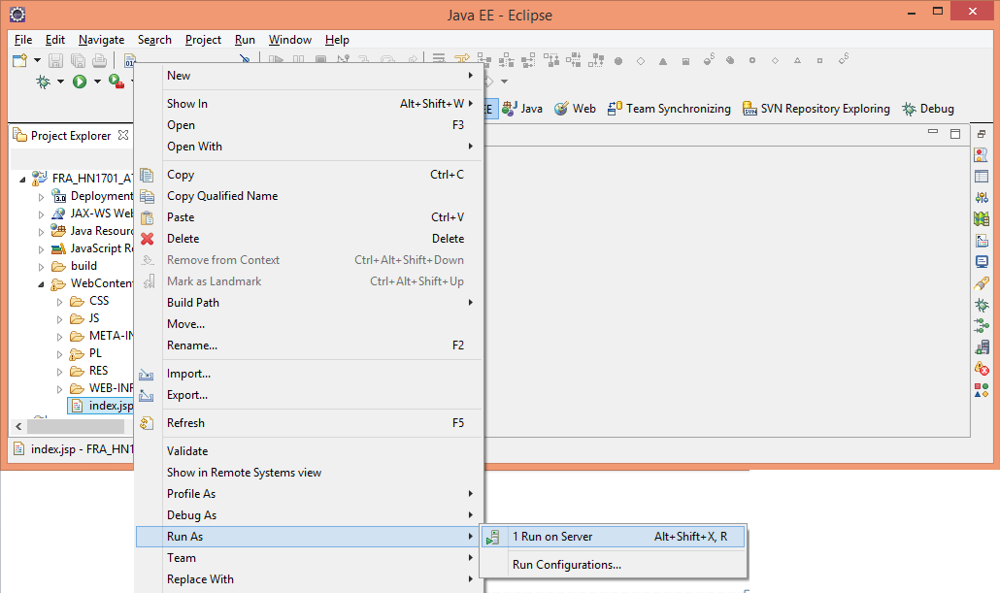 Java EE - Eclipse
File Edit Navigate Search Project Run Window Help
Java Web Team Synchronizing SVN Repository Exploring Debug
Project Explorer
FRA_HN1701_A
3.0 Deployment
JAX-WS Web
Java Resourc
JavaScript Re
build
WebContent
CSS
JS
META-IN
PL
RES
WEB-INF
index.jsp
index.jsp - FRA_HN1
New
Show In Alt+Shift+W
Open F3
Open With
Copy Ctrl+C
Copy Qualified Name
Paste Ctrl+V
Delete Delete
Remove from Context Ctrl+Alt+Shift+Down
Mark as Landmark Ctrl+Alt+Shift+Up
Build Path
Move...
Rename... F2
Import...
Export...
Refresh F5
Validate
Show in Remote Systems view
Profile As
Debug As
Run As
Team
Replace With
1 Run on Server Alt+Shift+X, R
Run Configurations...